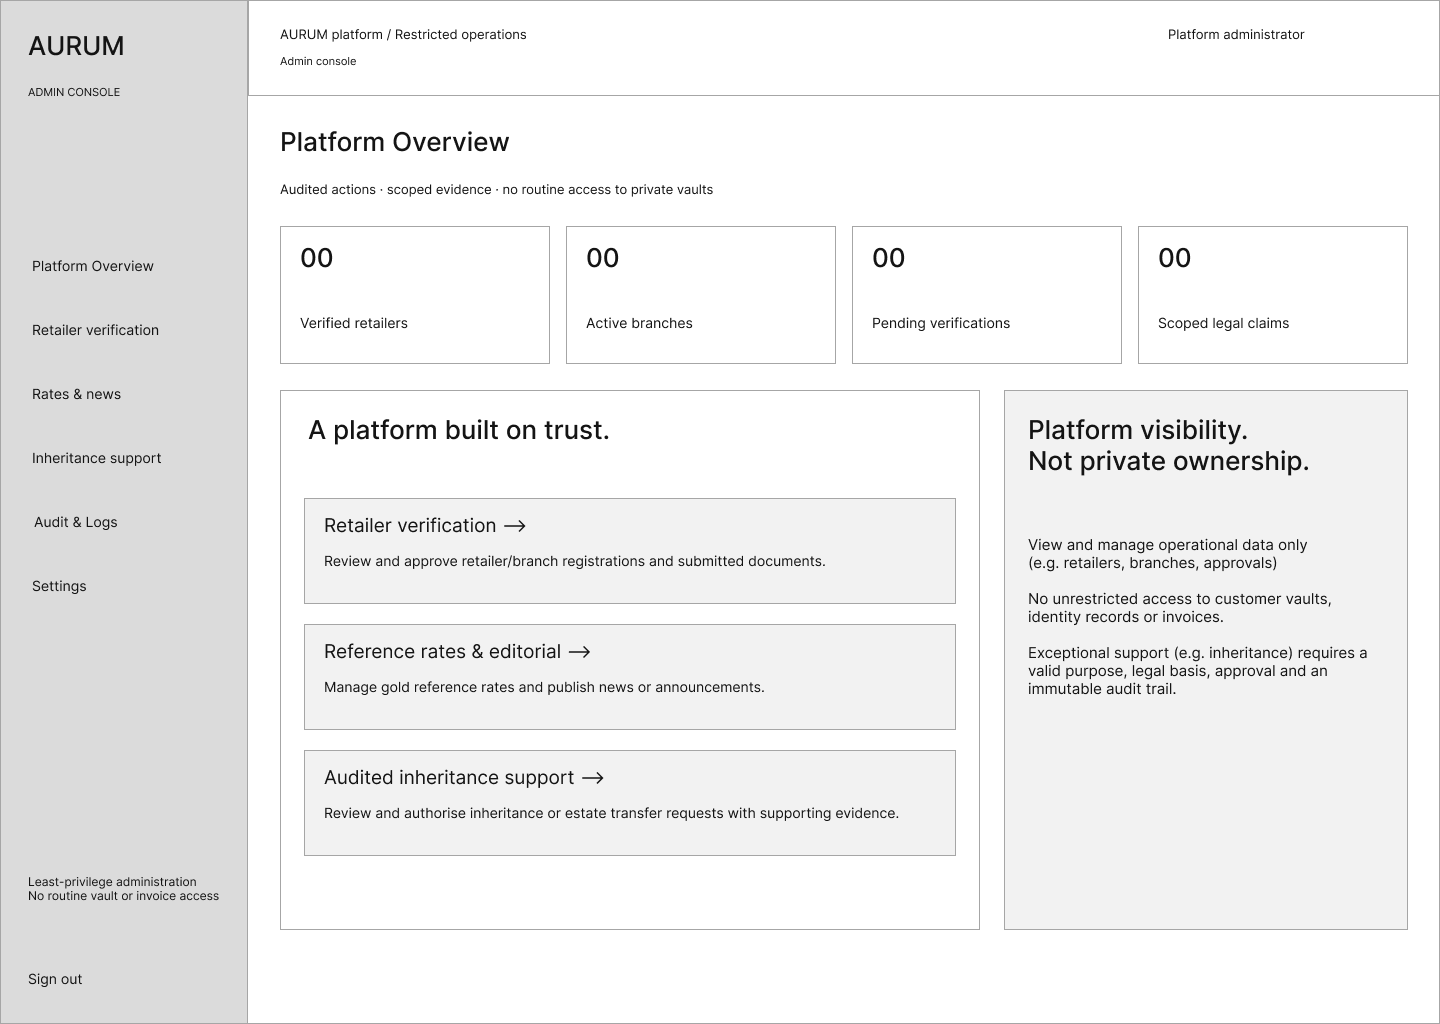 AURUM
ADMIN CONSOLE
Platform Overview
Retailer verification
Rates & news
Inheritance support
Audit & Logs
Settings
Least-privilege administration
No routine vault or invoice access
Sign out
AURUM platform / Restricted operations
Admin console
Platform administrator
Platform Overview
Audited actions · scoped evidence · no routine access to private vaults
00
Verified retailers
00
Active branches
00
Pending verifications
00
Scoped legal claims
A platform built on trust.
Retailer verification →
Review and approve retailer/branch registrations and submitted documents.
Reference rates & editorial →
Manage gold reference rates and publish news or announcements.
Audited inheritance support →
Review and authorise inheritance or estate transfer requests with supporting evidence.
Platform visibility.
Not private ownership.
View and manage operational data only
(e.g. retailers, branches, approvals)
No unrestricted access to customer vaults,
identity records or invoices.
Exceptional support (e.g. inheritance) requires a
valid purpose, legal basis, approval and an
immutable audit trail.